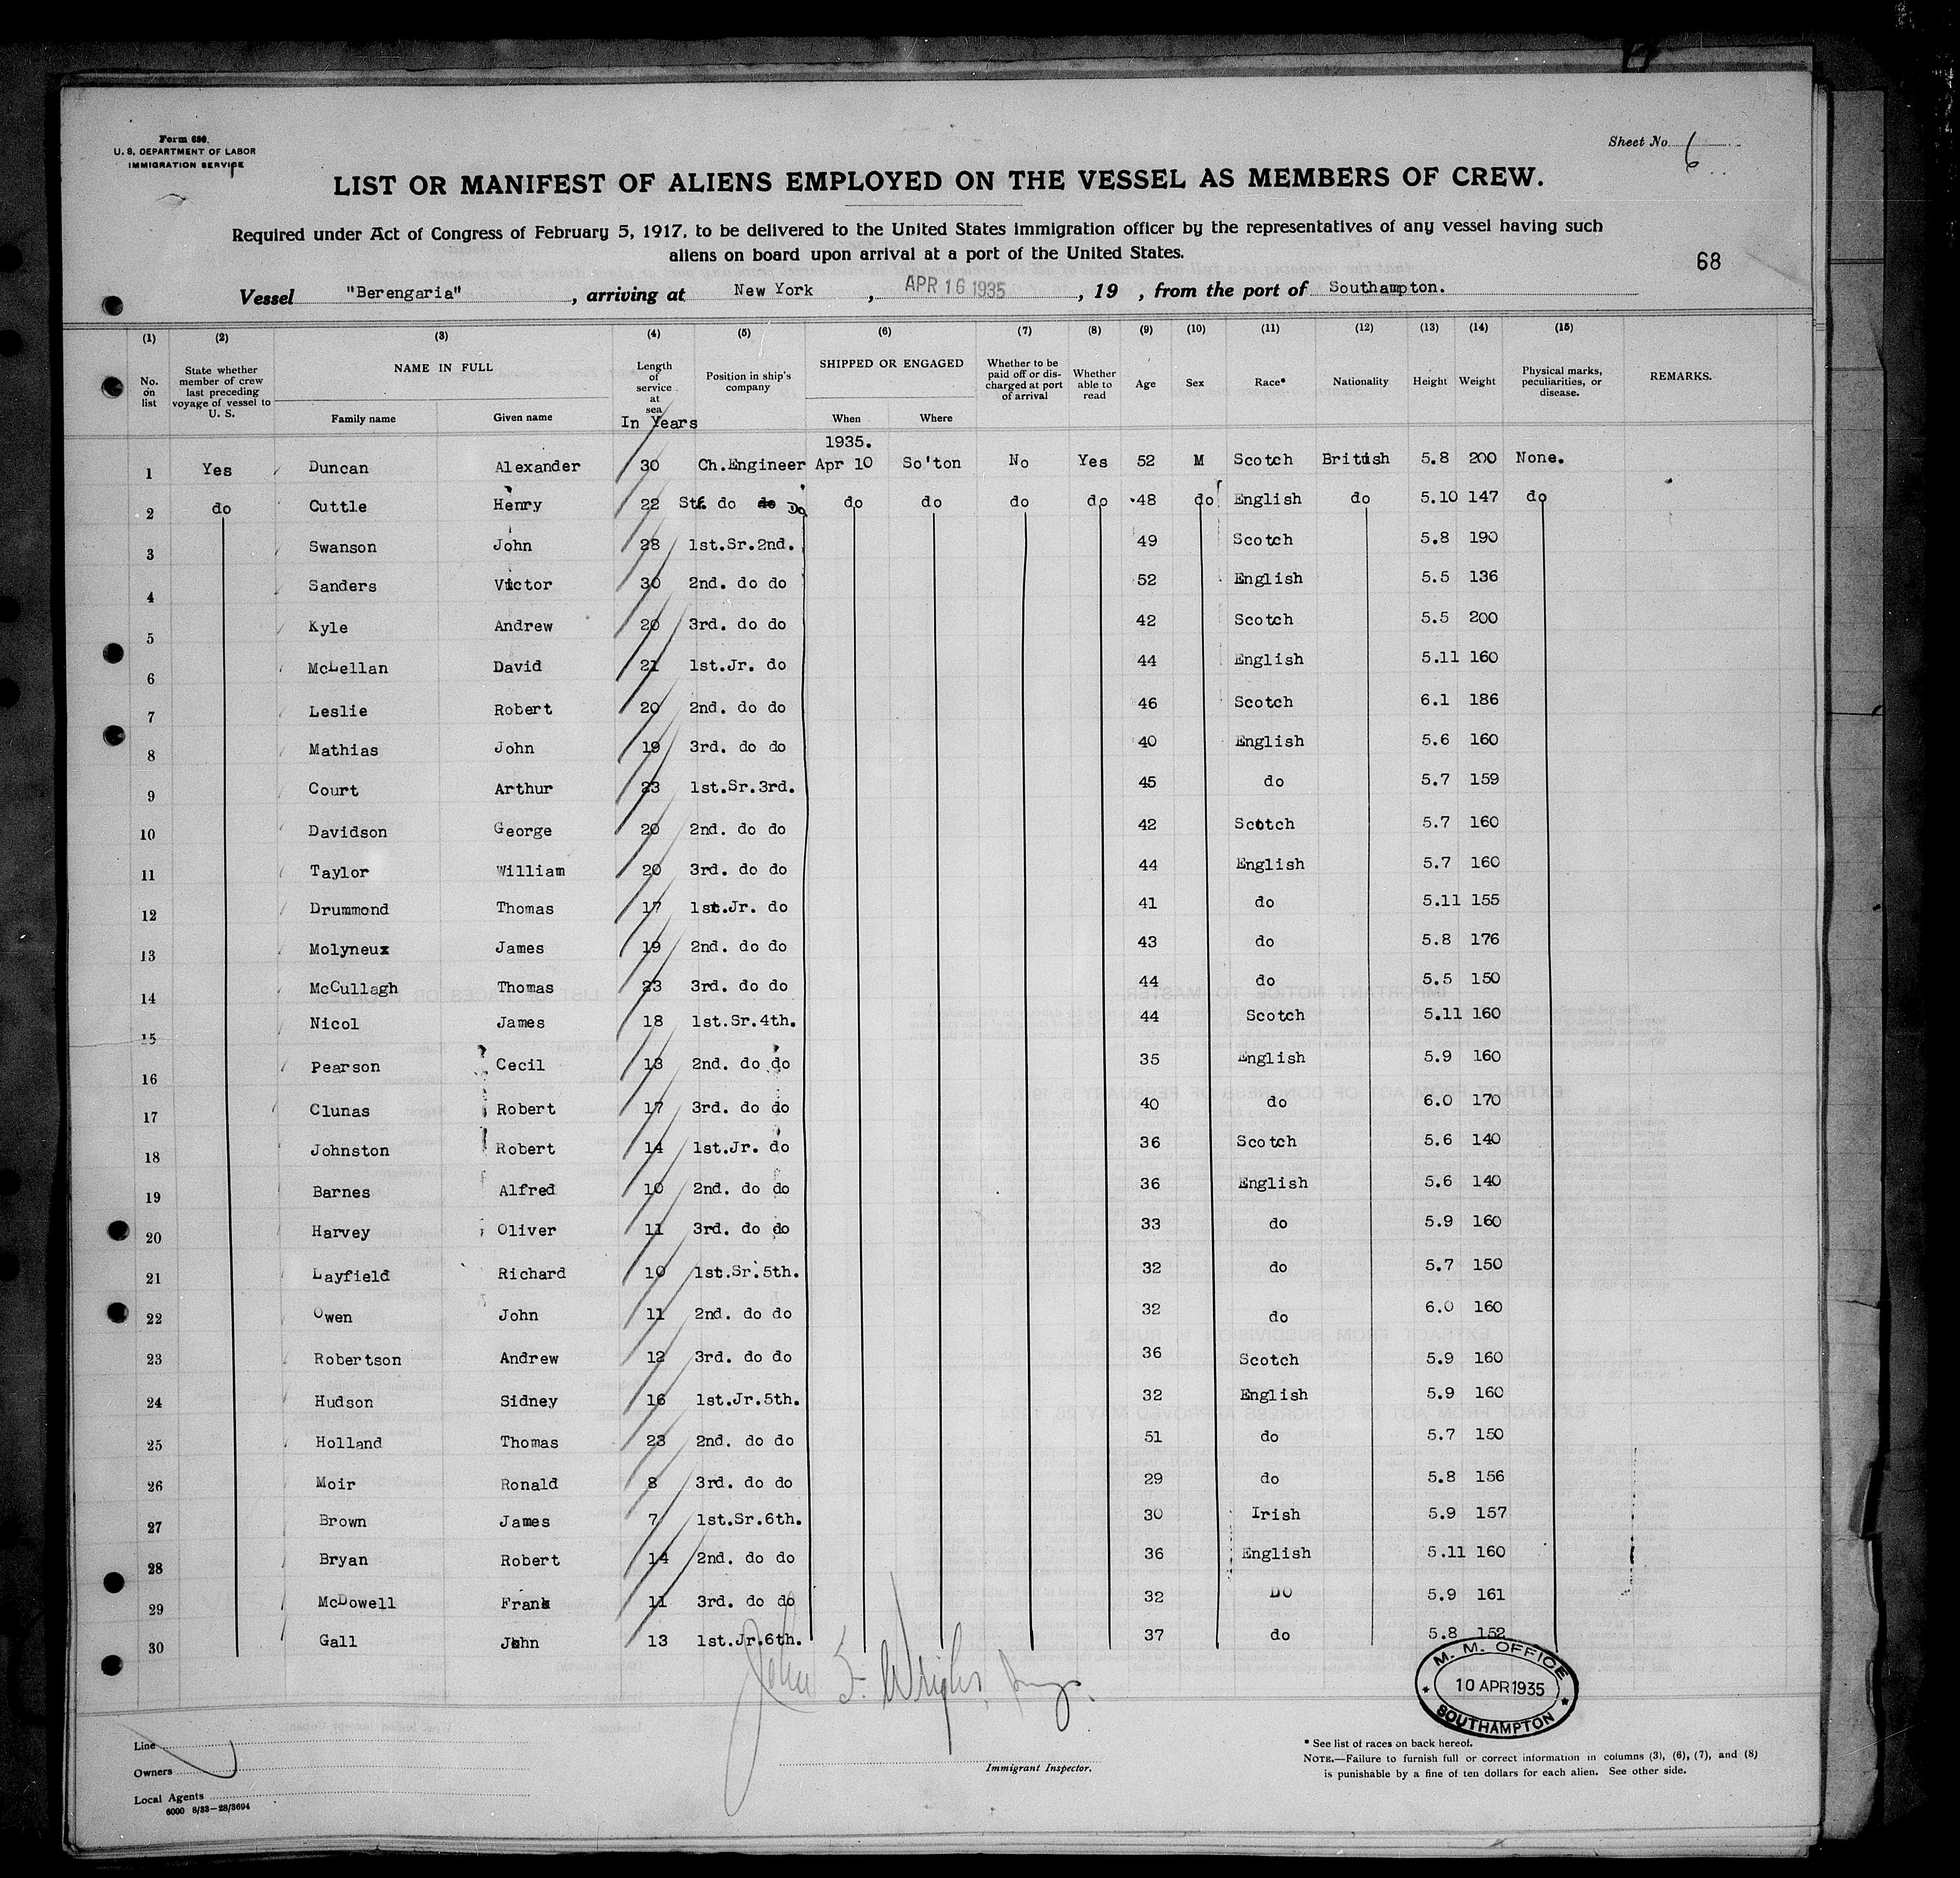 Form 680.
U. S. DEPARTMENT OF LABOR
IMMIGRATION SERVICE
Sheet No. 6
LIST OR MANIFEST OF ALIENS EMPLOYED ON THE VESSEL AS MEMBERS OF CREW.
Required under Act of Congress of February 5, 1917, to be delivered to the United States immigration officer by the representatives of any vessel having such
aliens on board upon arrival at a port of the United States.
68
Vessel "Berengaria" , arriving at New York , APR 16 1935 , 19 , from the port of Southampton.
(1) (2) (3) (4) (5) (6) (7) (8) (9) (10) (11) (12) (13) (14) (15)
No. on list State whether member of crew last preceding voyage of vessel to U. S. NAME IN FULL Family name Given name Length of service at sea In Years Position in ship's company SHIPPED OR ENGAGED When Where Whether to be paid off or discharged at port of arrival Whether able to read Age Sex Race* Nationality Height Weight Physical marks, peculiarities, or disease. REMARKS.
1935.
1 Yes Duncan Alexander 30 Ch.Engineer Apr 10 So'ton No Yes 52 M Scotch British 5.8 200 None.
2 do Cuttle Henry 22 Stf. do do Do do do do do 48 do English do 5.10 147 do
3 Swanson John 28 1st.Sr.2nd. 49 Scotch 5.8 190
4 Sanders Victor 30 2nd. do do 52 English 5.5 136
5 Kyle Andrew 20 3rd. do do 42 Scotch 5.5 200
6 McLellan David 21 1st.Jr. do 44 English 5.11 160
7 Leslie Robert 20 2nd. do do 46 Scotch 6.1 186
8 Mathias John 19 3rd. do do 40 English 5.6 160
9 Court Arthur 23 1st.Sr.3rd. 45 do 5.7 159
10 Davidson George 20 2nd. do do 42 Scotch 5.7 160
11 Taylor William 20 3rd. do do 44 English 5.7 160
12 Drummond Thomas 17 1st.Jr. do 41 do 5.11 155
13 Molyneux James 19 2nd. do do 43 do 5.8 176
14 McCullagh Thomas 23 3rd. do do 44 do 5.5 150
15 Nicol James 18 1st.Sr.4th. 44 Scotch 5.11 160
16 Pearson Cecil 13 2nd. do do 35 English 5.9 160
17 Clunas Robert 17 3rd. do do 40 do 6.0 170
18 Johnston Robert 14 1st.Jr. do 36 Scotch 5.6 140
19 Barnes Alfred 10 2nd. do do 36 English 5.6 140
20 Harvey Oliver 11 3rd. do do 33 do 5.9 160
21 Layfield Richard 10 1st.Sr.5th. 32 do 5.7 150
22 Owen John 11 2nd. do do 32 do 6.0 160
23 Robertson Andrew 12 3rd. do do 36 Scotch 5.9 160
24 Hudson Sidney 16 1st.Jr.5th. 32 English 5.9 160
25 Holland Thomas 23 2nd. do do 51 do 5.7 150
26 Moir Ronald 8 3rd. do do 29 do 5.8 156
27 Brown James 7 1st.Sr.6th. 30 Irish 5.9 157
28 Bryan Robert 14 2nd. do do 36 English 5.11 160
29 McDowell Frank 11 3rd. do do 32 DO 5.9 161
30 Gall John 13 1st.Jr.6th. 37 do 5.8 152
M. M. OFFICE
10 APR 1935
SOUTHAMPTON
John S. Wright
Line
Owners
Local Agents
6000 8/33—28/3694
Immigrant Inspector.
* See list of races on back hereof.
NOTE.—Failure to furnish full or correct information in columns (3), (6), (7), and (8)
is punishable by a fine of ten dollars for each alien. See other side.